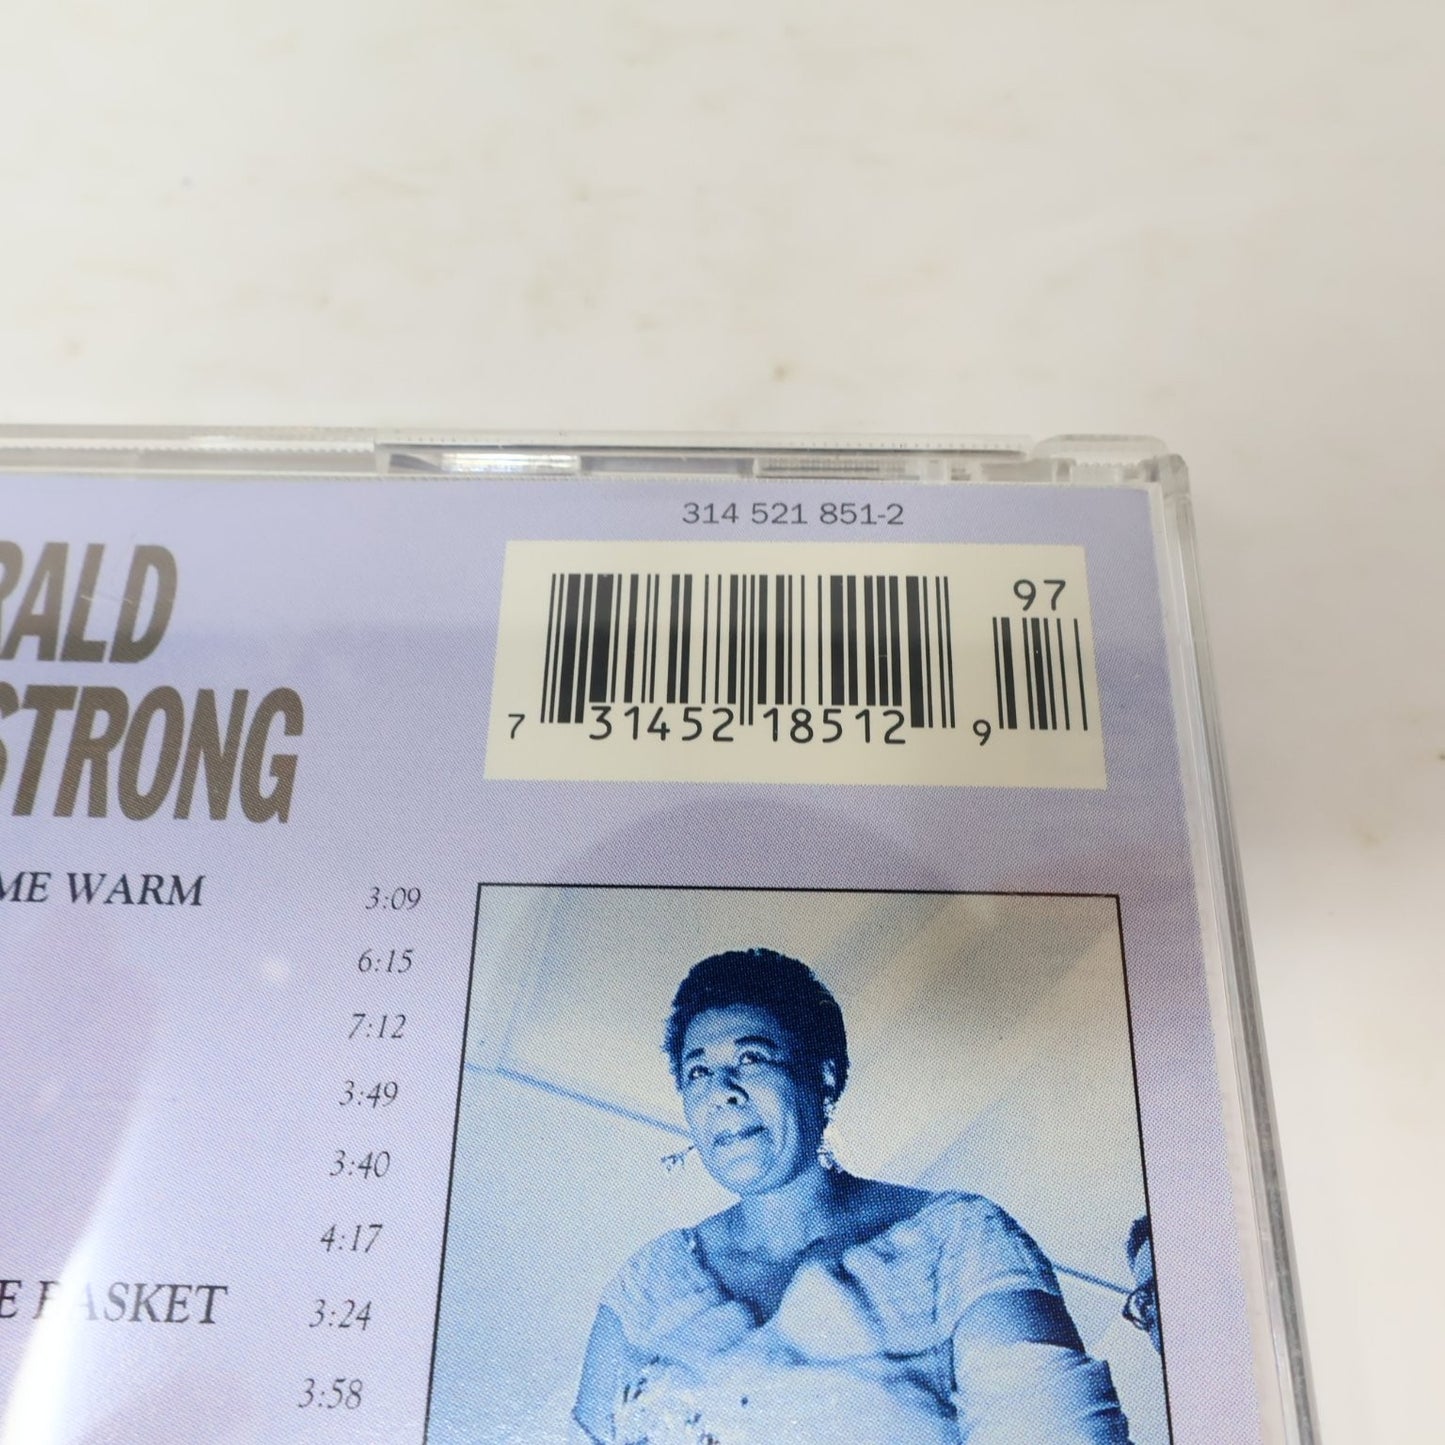 314 521 851-2
97
7 31452 18512 9
RALD
STRONG
ME WARM 3:09
6:15
7:12
3:49
3:40
4:17
E BASKET 3:24
3:58